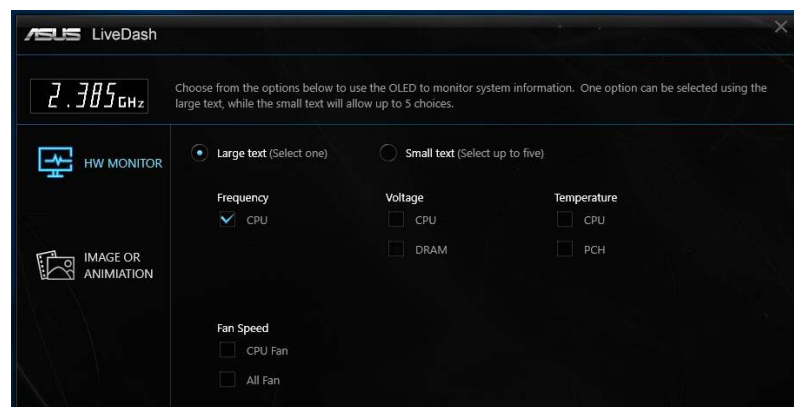 ASUS LiveDash
2.385GHz
Choose from the options below to use the OLED to monitor system information. One option can be selected using the
large text, while the small text will allow up to 5 choices.
HW MONITOR
Large text (Select one)
Small text (Select up to five)
Frequency
Voltage
Temperature
CPU
CPU
CPU
DRAM
PCH
IMAGE OR
ANIMIATION
Fan Speed
CPU Fan
All Fan